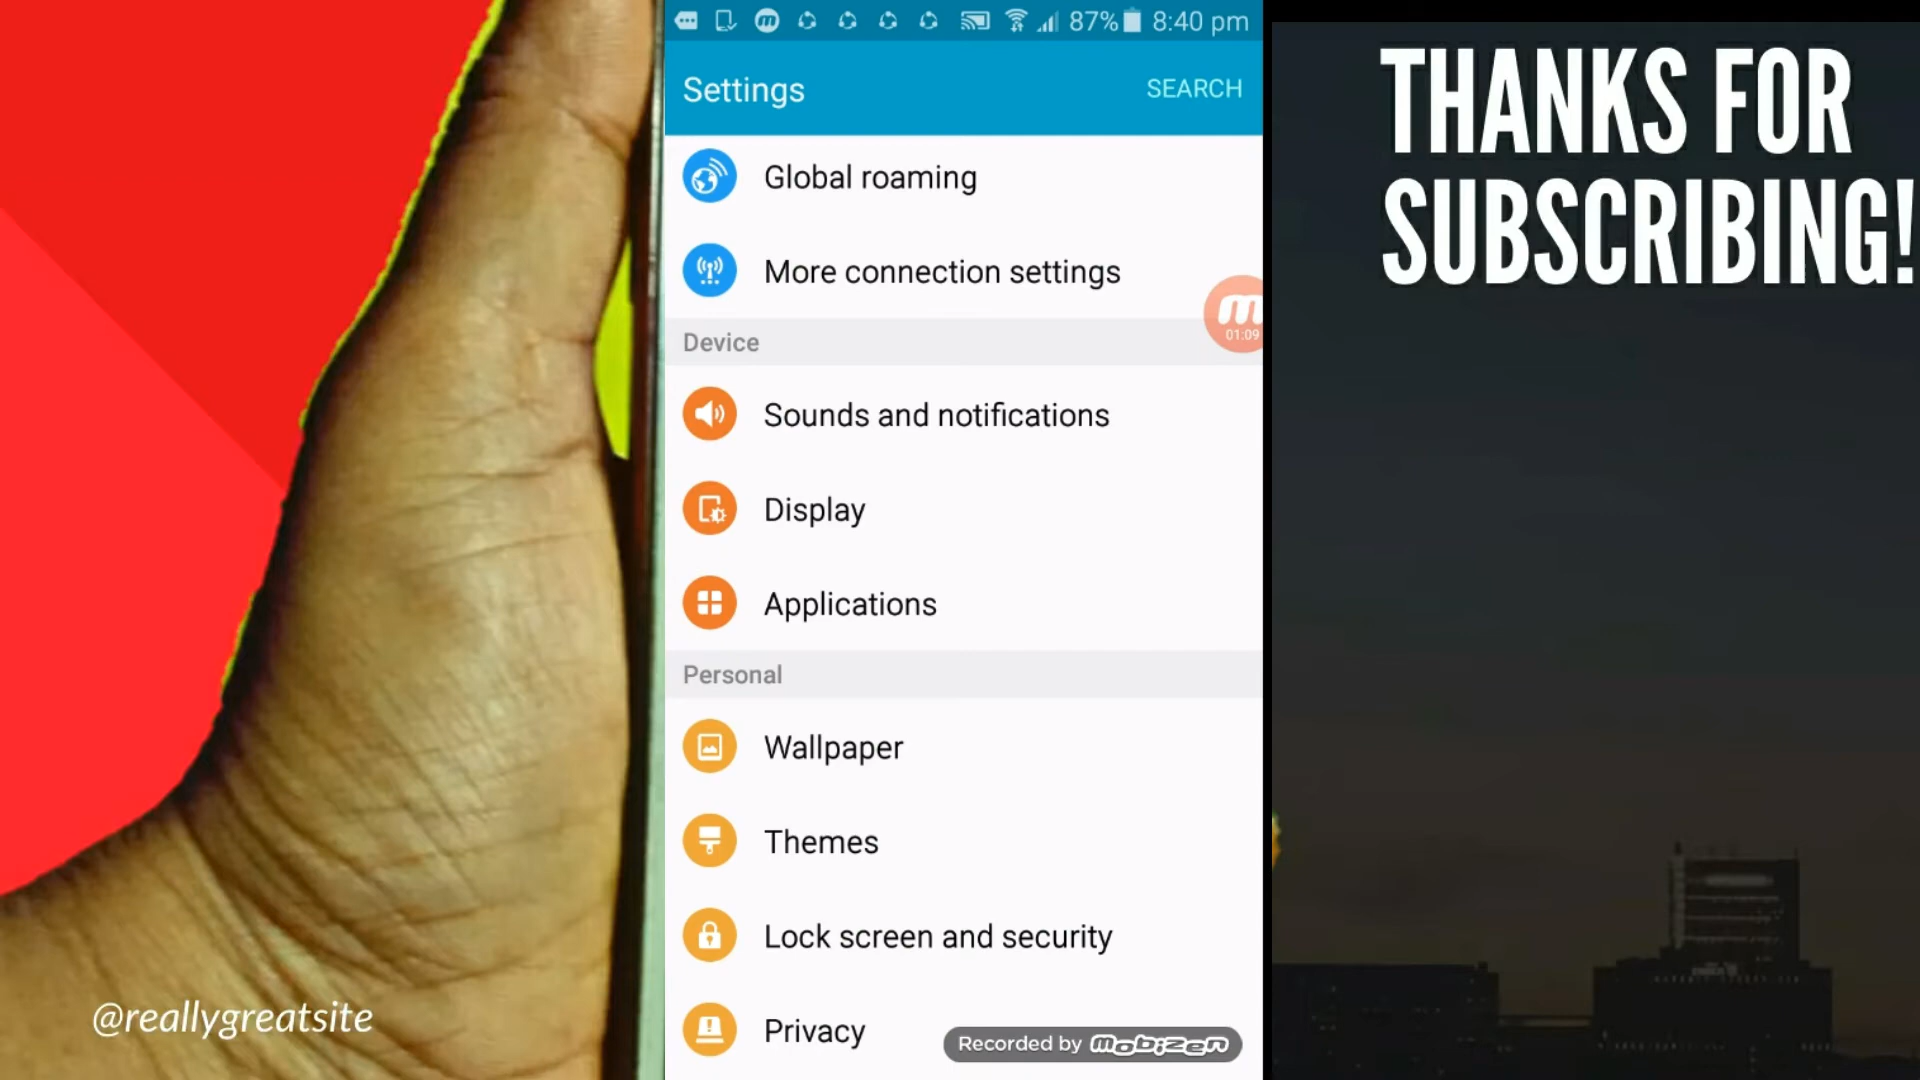 87% 8:40 pm
Settings
SEARCH
Global roaming
More connection settings
01:09
Device
Sounds and notifications
Display
Applications
Personal
Wallpaper
Themes
Lock screen and security
Privacy
Recorded by mobizen
@reallygreatsite
THANKS FOR
SUBSCRIBING!